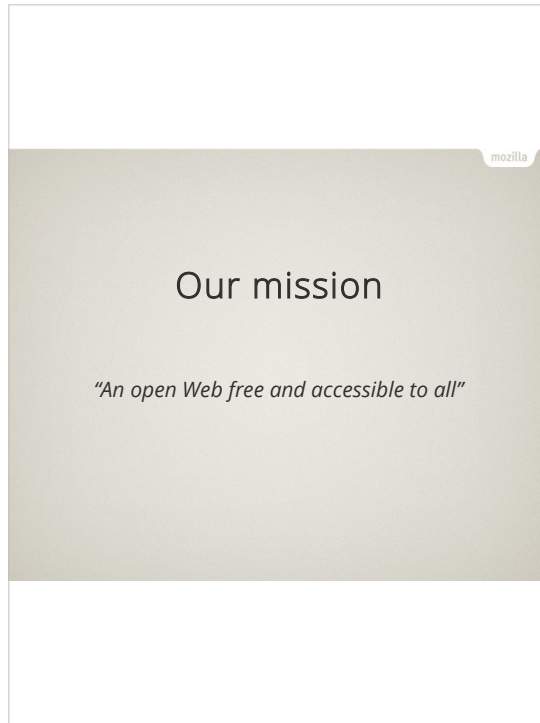 mozilla
Our mission
“An open Web free and accessible to all”